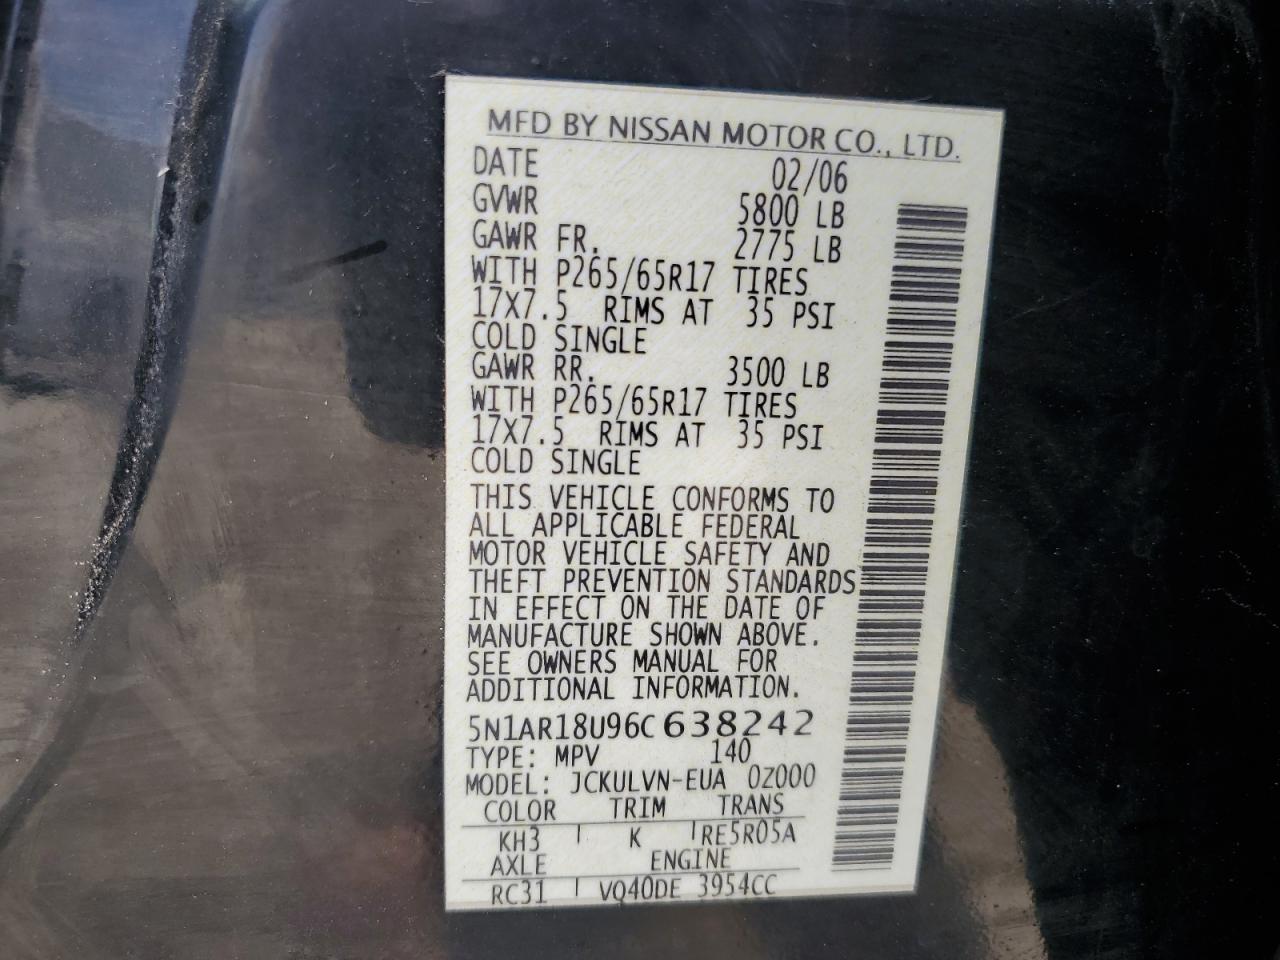 MFD BY NISSAN MOTOR CO., LTD.
DATE 02/06
GVWR 5800 LB
GAWR FR. 2775 LB
WITH P265/65R17 TIRES
17X7.5 RIMS AT 35 PSI
COLD SINGLE
GAWR RR. 3500 LB
WITH P265/65R17 TIRES
17X7.5 RIMS AT 35 PSI
COLD SINGLE
THIS VEHICLE CONFORMS TO
ALL APPLICABLE FEDERAL
MOTOR VEHICLE SAFETY AND
THEFT PREVENTION STANDARDS
IN EFFECT ON THE DATE OF
MANUFACTURE SHOWN ABOVE.
SEE OWNERS MANUAL FOR
ADDITIONAL INFORMATION.
5N1AR18U96C638242
TYPE: MPV 140
MODEL: JCKULVN-EUA 0Z000
COLOR TRIM TRANS
KH3 K RE5R05A
AXLE ENGINE
RC31 VQ40DE 3954CC